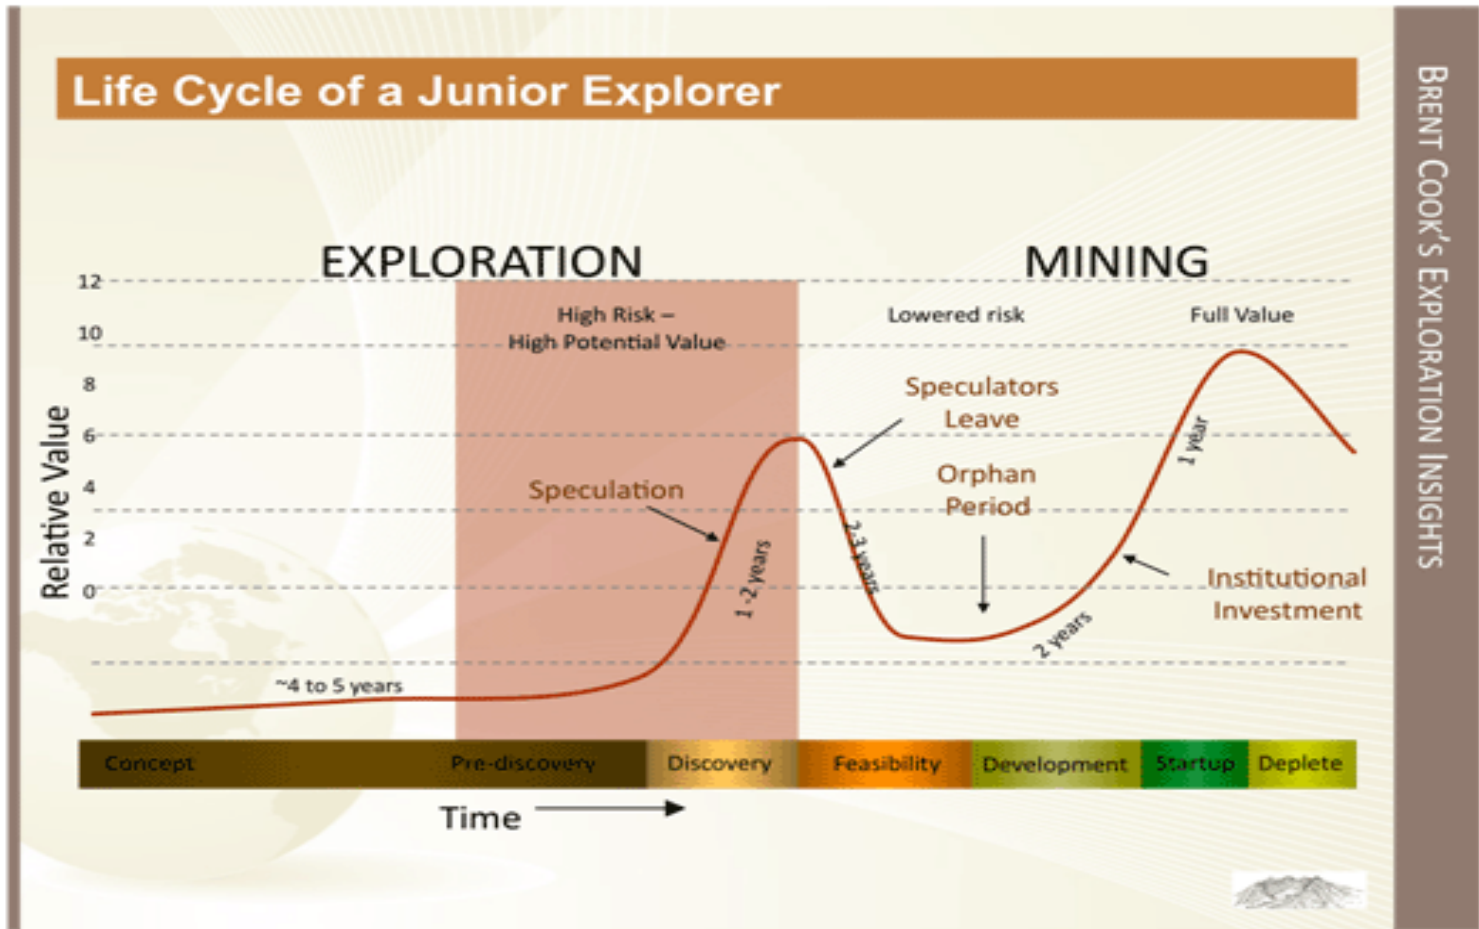 Life Cycle of a Junior Explorer
BRENT COOK'S EXPLORATION INSIGHTS
EXPLORATION
MINING
12
10
8
6
4
2
0
Relative Value
High Risk –
High Potential Value
Lowered risk
Full Value
Speculators
Leave
Orphan
Period
Speculation
Institutional
Investment
~4 to 5 years
1 -2 years
2-3 years
2 years
1 year
Concept
Pre-discovery
Discovery
Feasibility
Development
Startup
Deplete
Time